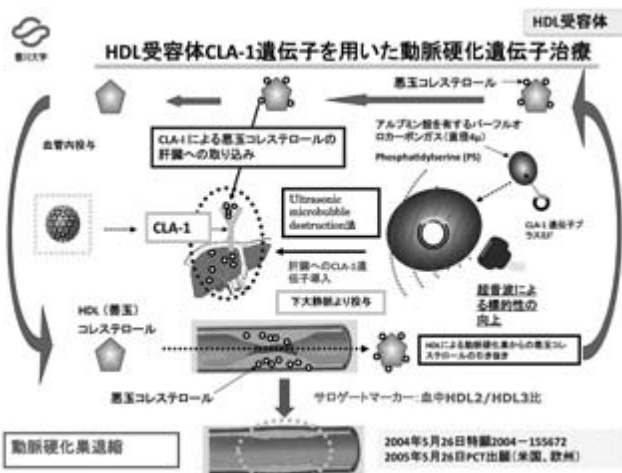 HDL受容体
香川大学
HDL受容体CLA-1遺伝子を用いた動脈硬化遺伝子治療
悪玉コレステロール
血管内投与
CLA-Iによる悪玉コレステロールの
肝臓への取り込み
アルブミン殻を有するパーフルオ
ロカーボンガス(直径4μ)
Phosphatidylserine (PS)
CLA-1
Ultrasonic
microbubble
destruction法
CLA-1 遺伝子プ
ラスミド
肝臓へのCLA-1遺
伝子導入
下大静脈より投与
超音波によ
る標的性の
向上
HDL(善玉)
コレステロール
HDLによる動脈硬化巣からの悪玉コレ
ステロールの引き抜き
悪玉コレステロール
サロゲートマーカー:血中HDL2/HDL3比
動脈硬化巣退縮
2004年5月26日特願2004-155672
2005年5月26日PCT出願(米国、欧州)